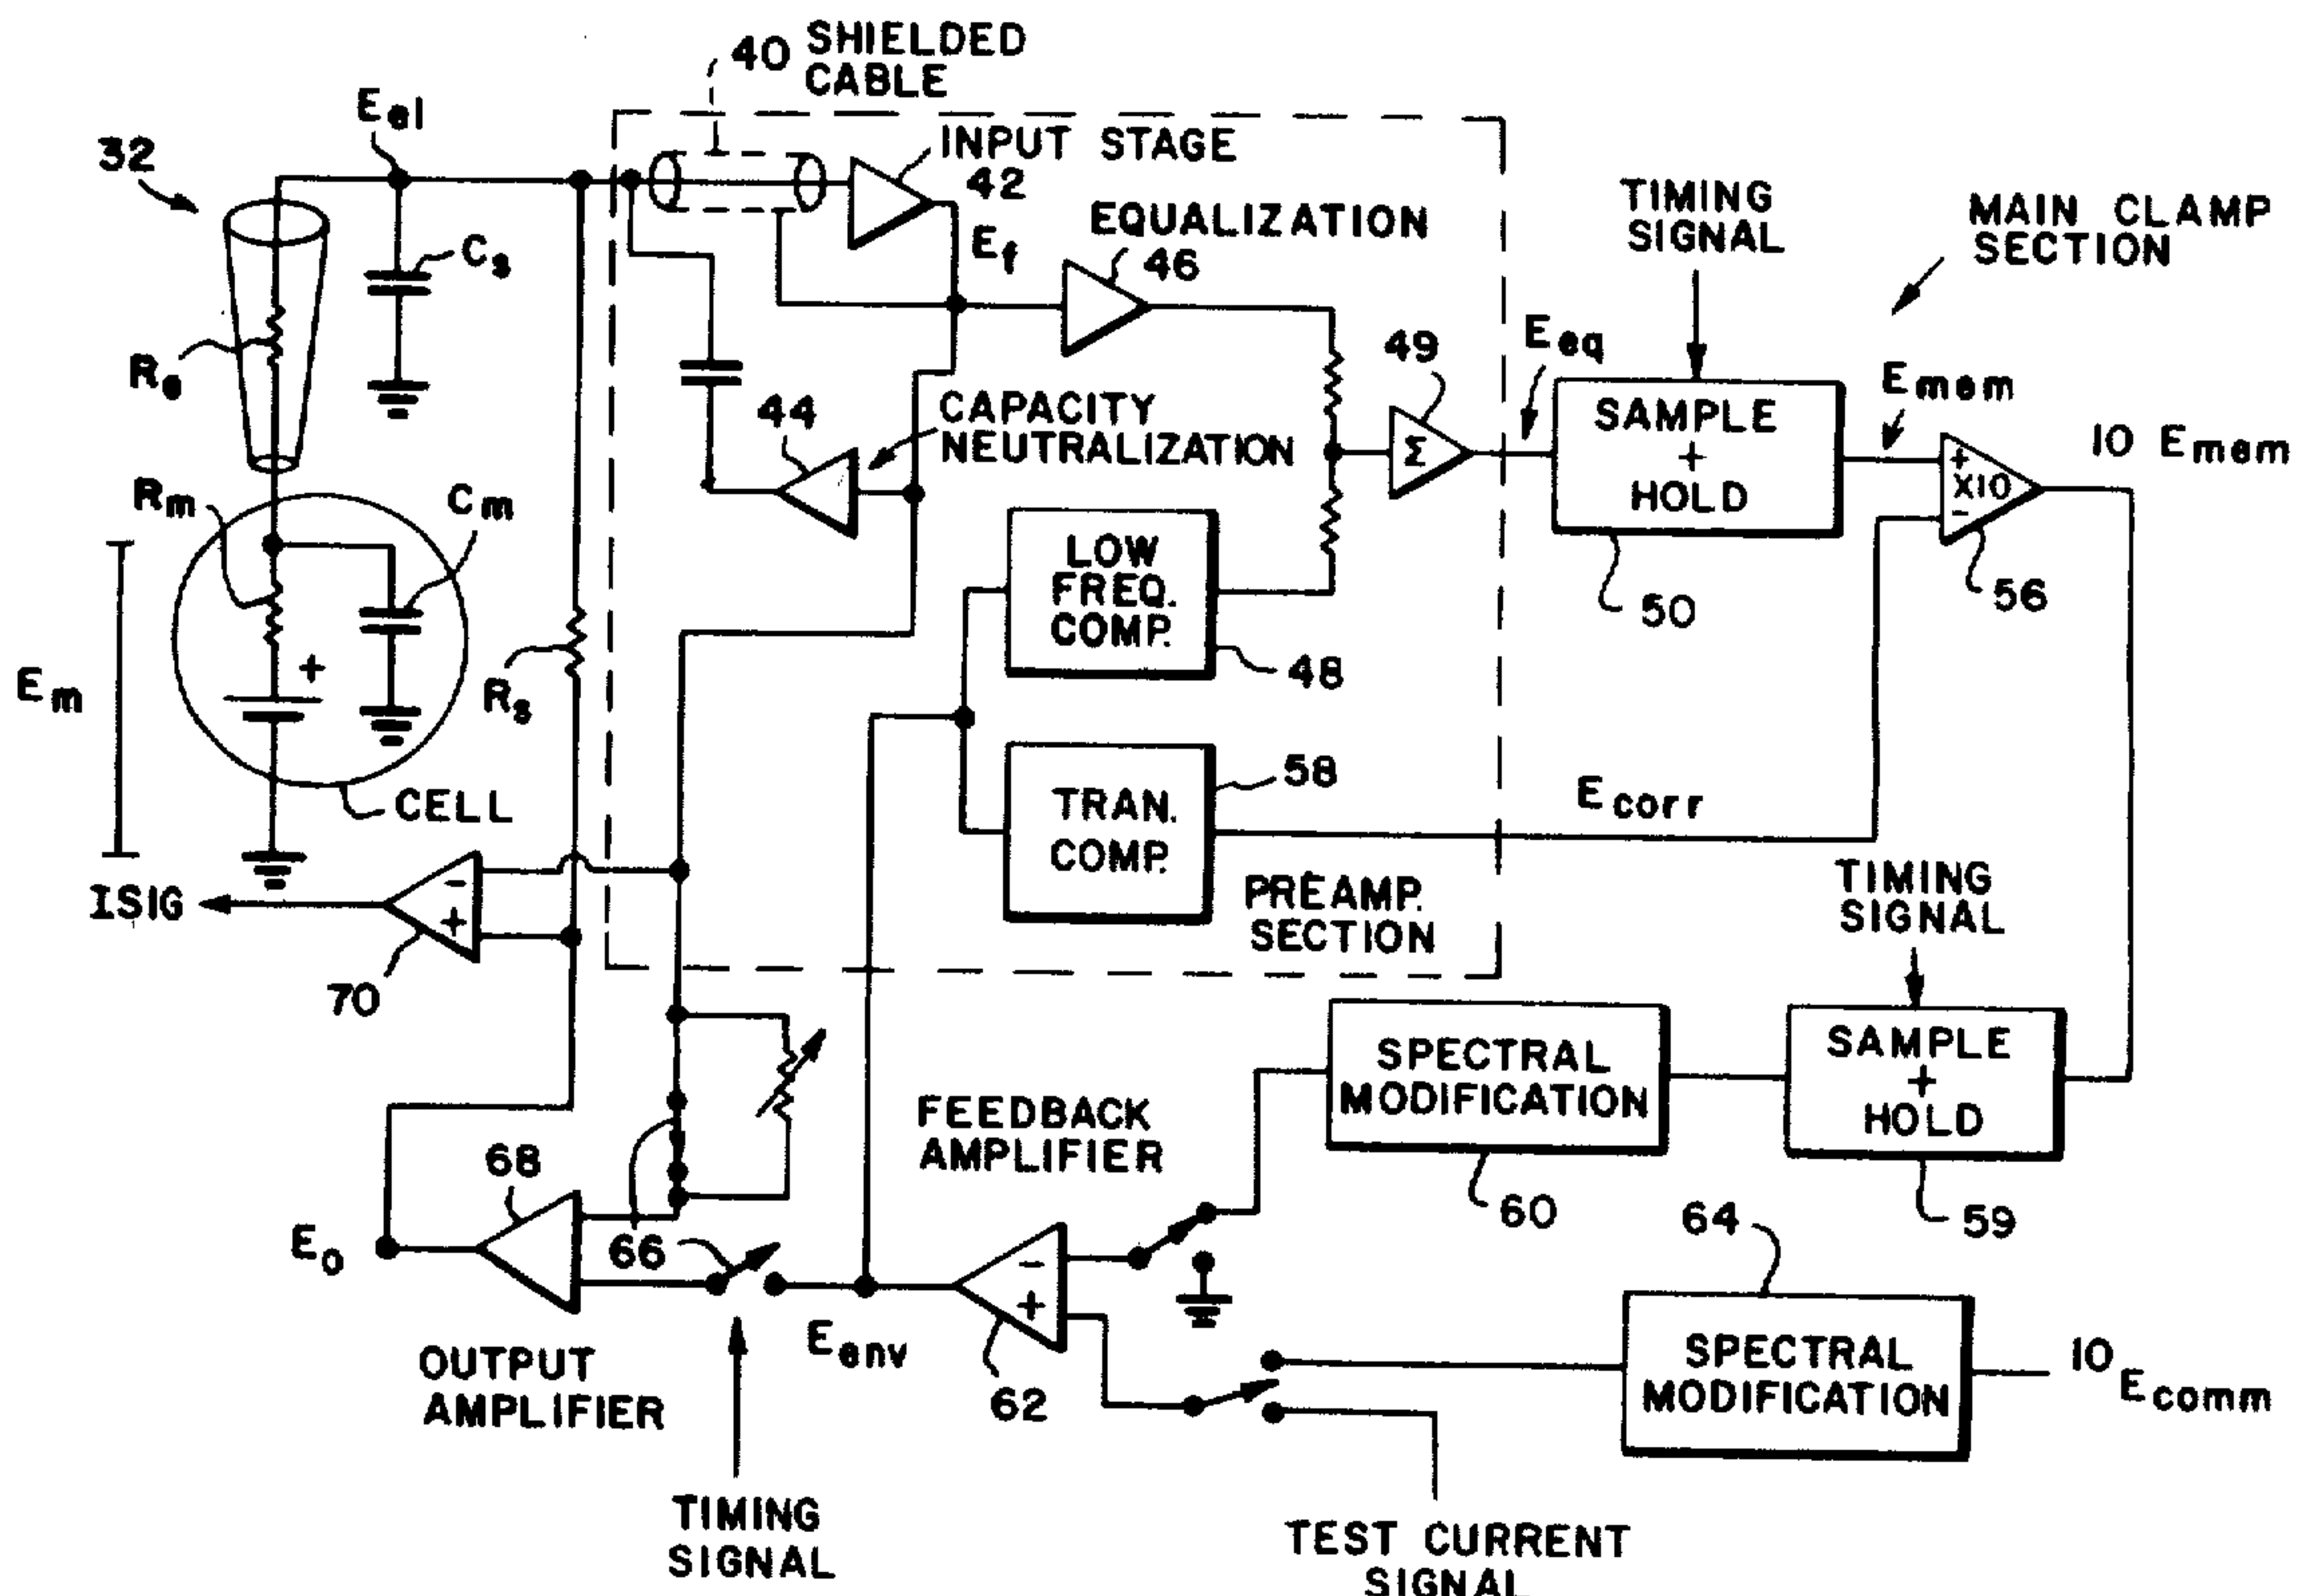 40 SHIELDED
CABLE
Eel
32
INPUT STAGE
42
Ef
EQUALIZATION
46
TIMING
SIGNAL
MAIN CLAMP
SECTION
Cs
Re
49
Σ
Eeq
SAMPLE
+
HOLD
50
Emem
+
X10
-
56
10 Emem
44
CAPACITY
NEUTRALIZATION
Rm
Cm
Em
+
CELL
Rs
LOW
FREQ.
COMP.
48
TRAN.
COMP.
58
Ecorr
PREAMP.
SECTION
ISIG
-
+
70
TIMING
SIGNAL
SAMPLE
+
HOLD
59
SPECTRAL
MODIFICATION
60
FEEDBACK
AMPLIFIER
68
Eo
66
-
+
62
64
SPECTRAL
MODIFICATION
10 Ecomm
Eenv
OUTPUT
AMPLIFIER
TIMING
SIGNAL
TEST CURRENT
SIGNAL